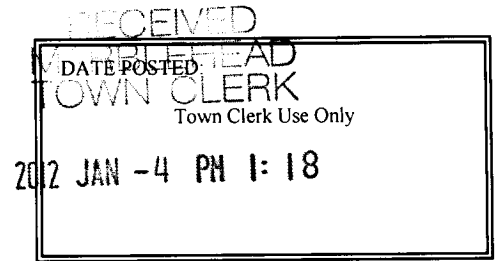 RECEIVED
MARBLEHEAD
DATE POSTED
TOWN CLERK
Town Clerk Use Only
2012 JAN -4 PM 1: 18